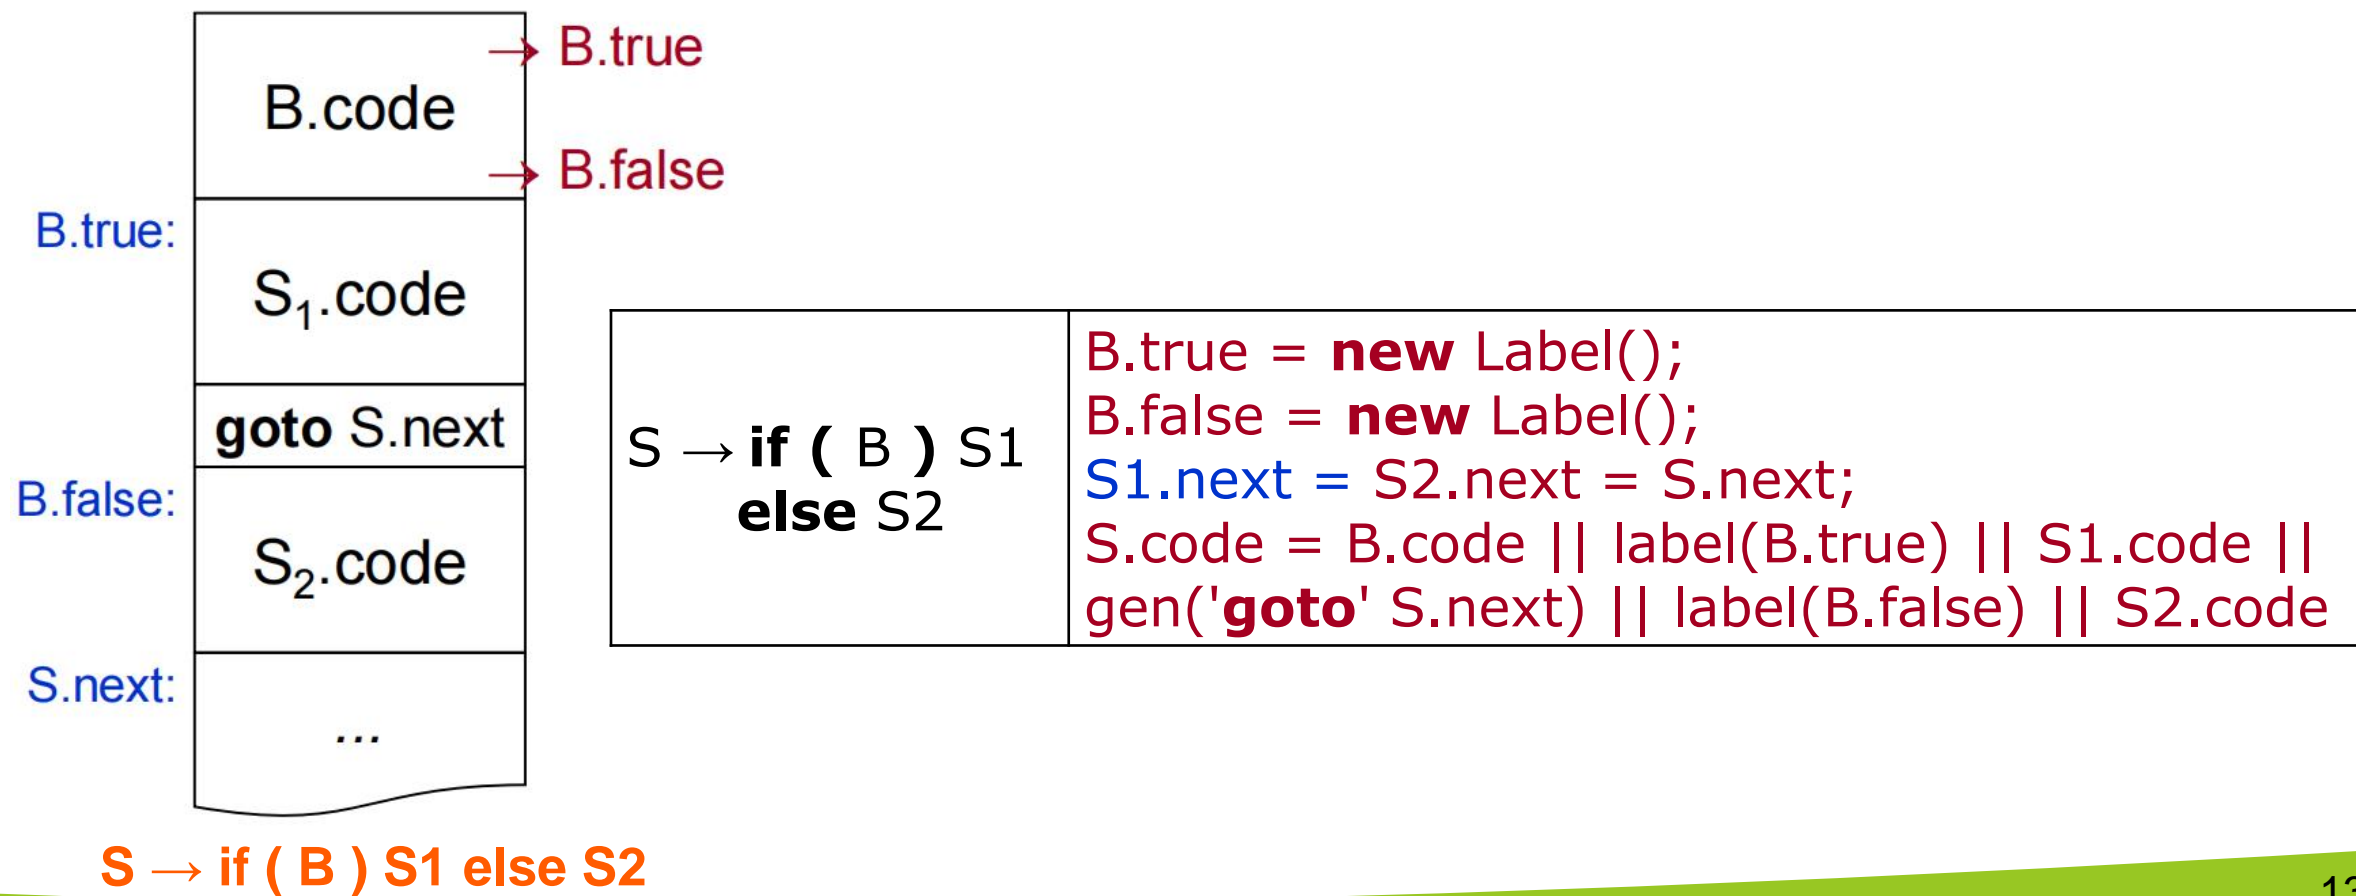 B.code
→ B.true
→ B.false
B.true:
S₁.code
goto S.next
B.false:
S₂.code
S.next:
...
S → if ( B ) S1
else S2
B.true = new Label();
B.false = new Label();
S1.next = S2.next = S.next;
S.code = B.code || label(B.true) || S1.code ||
gen('goto' S.next) || label(B.false) || S2.code
S → if ( B ) S1 else S2